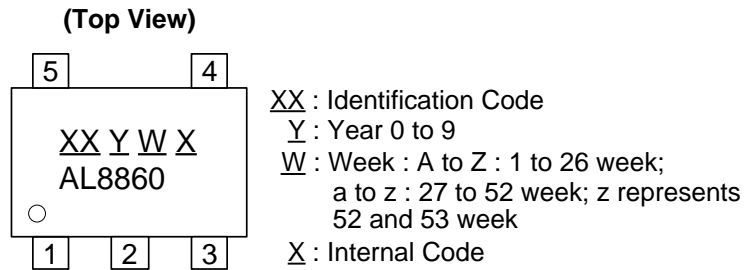 (Top View)
5 4
XX Y W X
AL8860
1 2 3
XX : Identification Code
Y : Year 0 to 9
W : Week : A to Z : 1 to 26 week;
a to z : 27 to 52 week; z represents
52 and 53 week
X : Internal Code